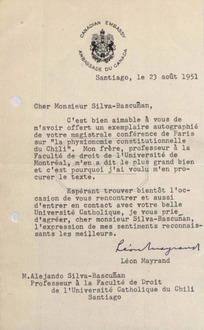 CANADIAN EMBASSY
AMBASSADE DU CANADA
Santiago, le 23 août 1951
Cher Monsieur Silva-Bascuñan,
C'est bien aimable à vous de
m'avoir offert un exemplaire autographié
de votre magistrale conférence de Paris
sur "la physionomie constitutionnelle
du Chili". Mon frère, professeur à la
Faculté de droit de l'Université de
Montréal, m'en a dit le plus grand bien
et c'est pourquoi j'ai voulu m'en pro-
curer le texte.
Espérant trouver bientôt l'oc-
casion de vous rencontrer et aussi
d'entrer en contact avec votre belle
Université Catholique, je vous prie
d'agréer, cher monsieur Silva-Bascuñan,
l'expression de mes sentiments reconnais-
sants les meilleurs.
Léon Mayrand
Léon Mayrand
M.Alejando Silva-Bascuñan
Professeur à la Faculté de Droit
de l'Université Catholique du Chili
Santiago